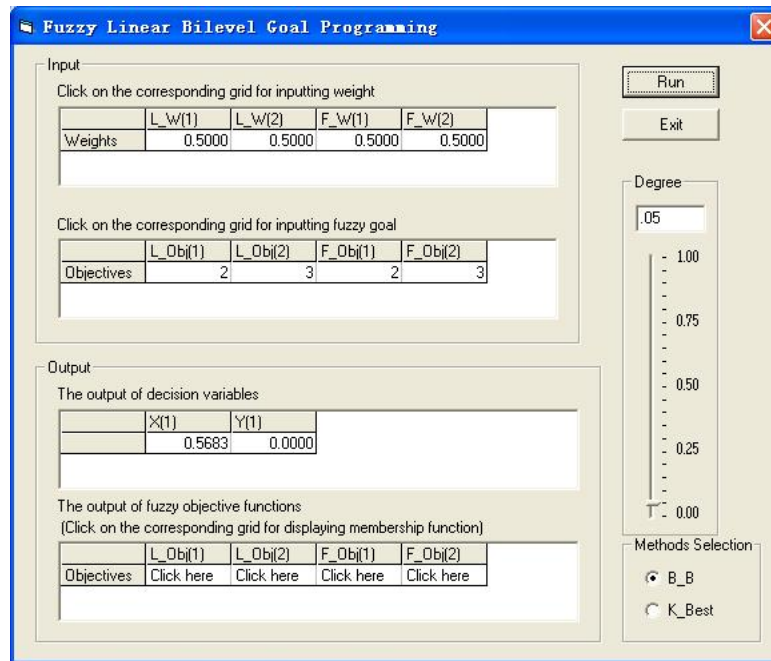 Fuzzy Linear Bilevel Goal Programming
Input
Click on the corresponding grid for inputting weight
L_W(1) L_W(2) F_W(1) F_W(2)
Weights 0.5000 0.5000 0.5000 0.5000
Click on the corresponding grid for inputting fuzzy goal
L_Obj(1) L_Obj(2) F_Obj(1) F_Obj(2)
Objectives 2 3 2 3
Output
The output of decision variables
X(1) Y(1)
0.5683 0.0000
The output of fuzzy objective functions
(Click on the corresponding grid for displaying membership function)
L_Obj(1) L_Obj(2) F_Obj(1) F_Obj(2)
Objectives Click here Click here Click here Click here
Run
Exit
Degree
.05
1.00
0.75
0.50
0.25
0.00
Methods Selection
B_B
K_Best